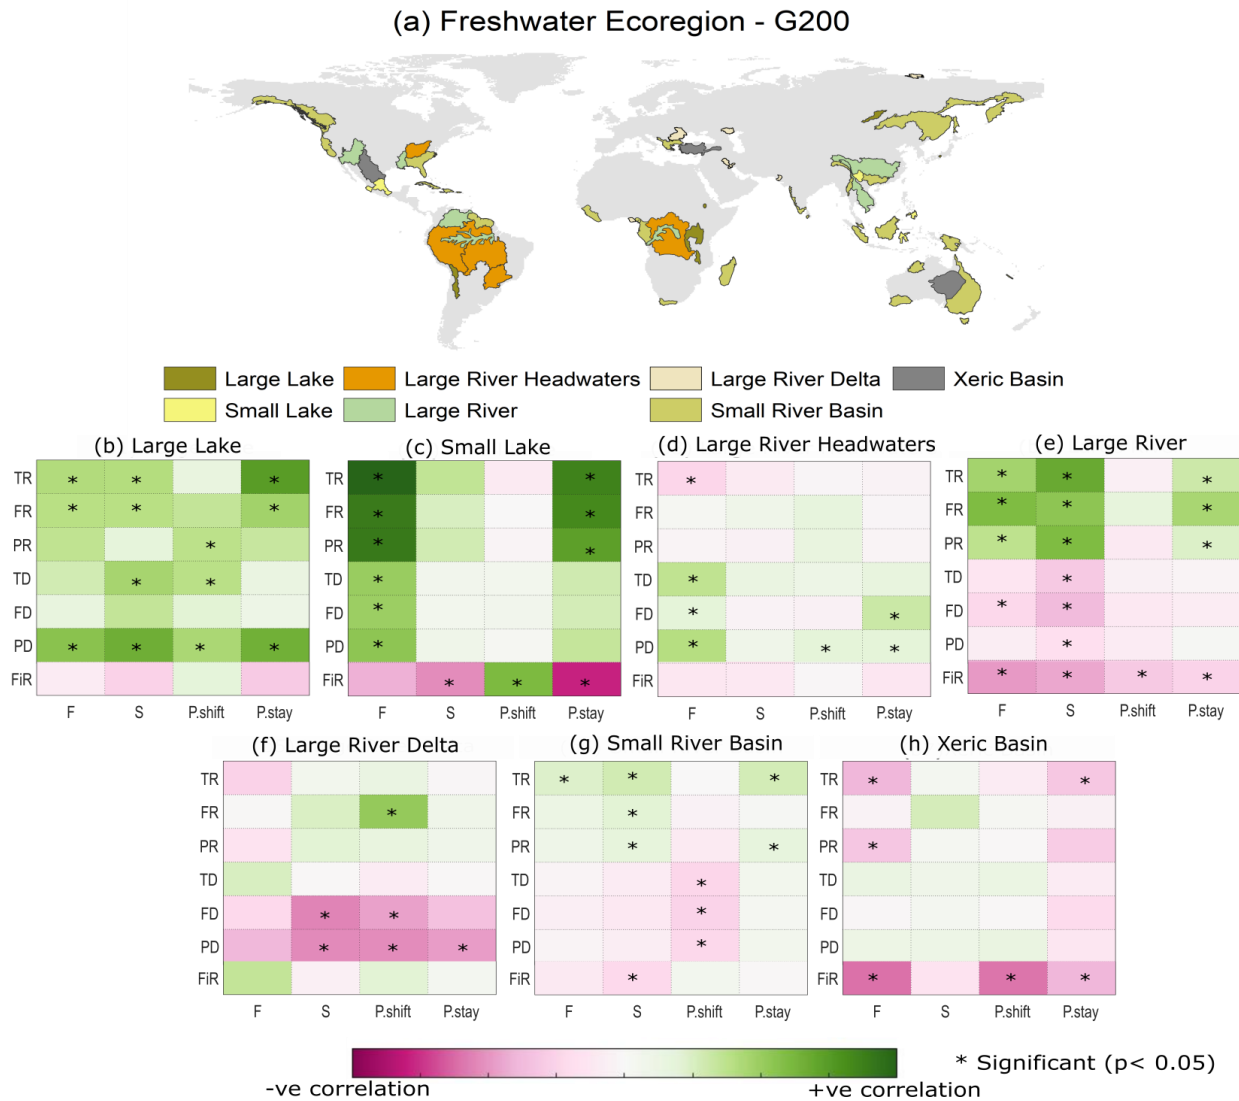 (a) Freshwater Ecoregion - G200
Large Lake
Large River Headwaters
Large River Delta
Xeric Basin
Small Lake
Large River
Small River Basin
(b) Large Lake
TR * * *
FR * * *
PR *
TD * *
FD
PD * * * *
FiR
F S P.shift P.stay
(c) Small Lake
TR * *
FR * *
PR * *
TD *
FD *
PD *
FiR * * *
F S P.shift P.stay
(d) Large River Headwaters
TR *
FR
PR
TD *
FD * *
PD * * *
FiR
F S P.shift P.stay
(e) Large River
TR * * *
FR * * *
PR * * *
TD *
FD * *
PD *
FiR * * * *
F S P.shift P.stay
(f) Large River Delta
TR
FR *
PR
TD
FD * *
PD * * *
FiR
F S P.shift P.stay
(g) Small River Basin
TR * * *
FR *
PR * *
TD *
FD *
PD *
FiR *
F S P.shift P.stay
(h) Xeric Basin
TR * *
FR
PR *
TD
FD
PD
FiR * * *
F S P.shift P.stay
-ve correlation
+ve correlation
* Significant (p< 0.05)